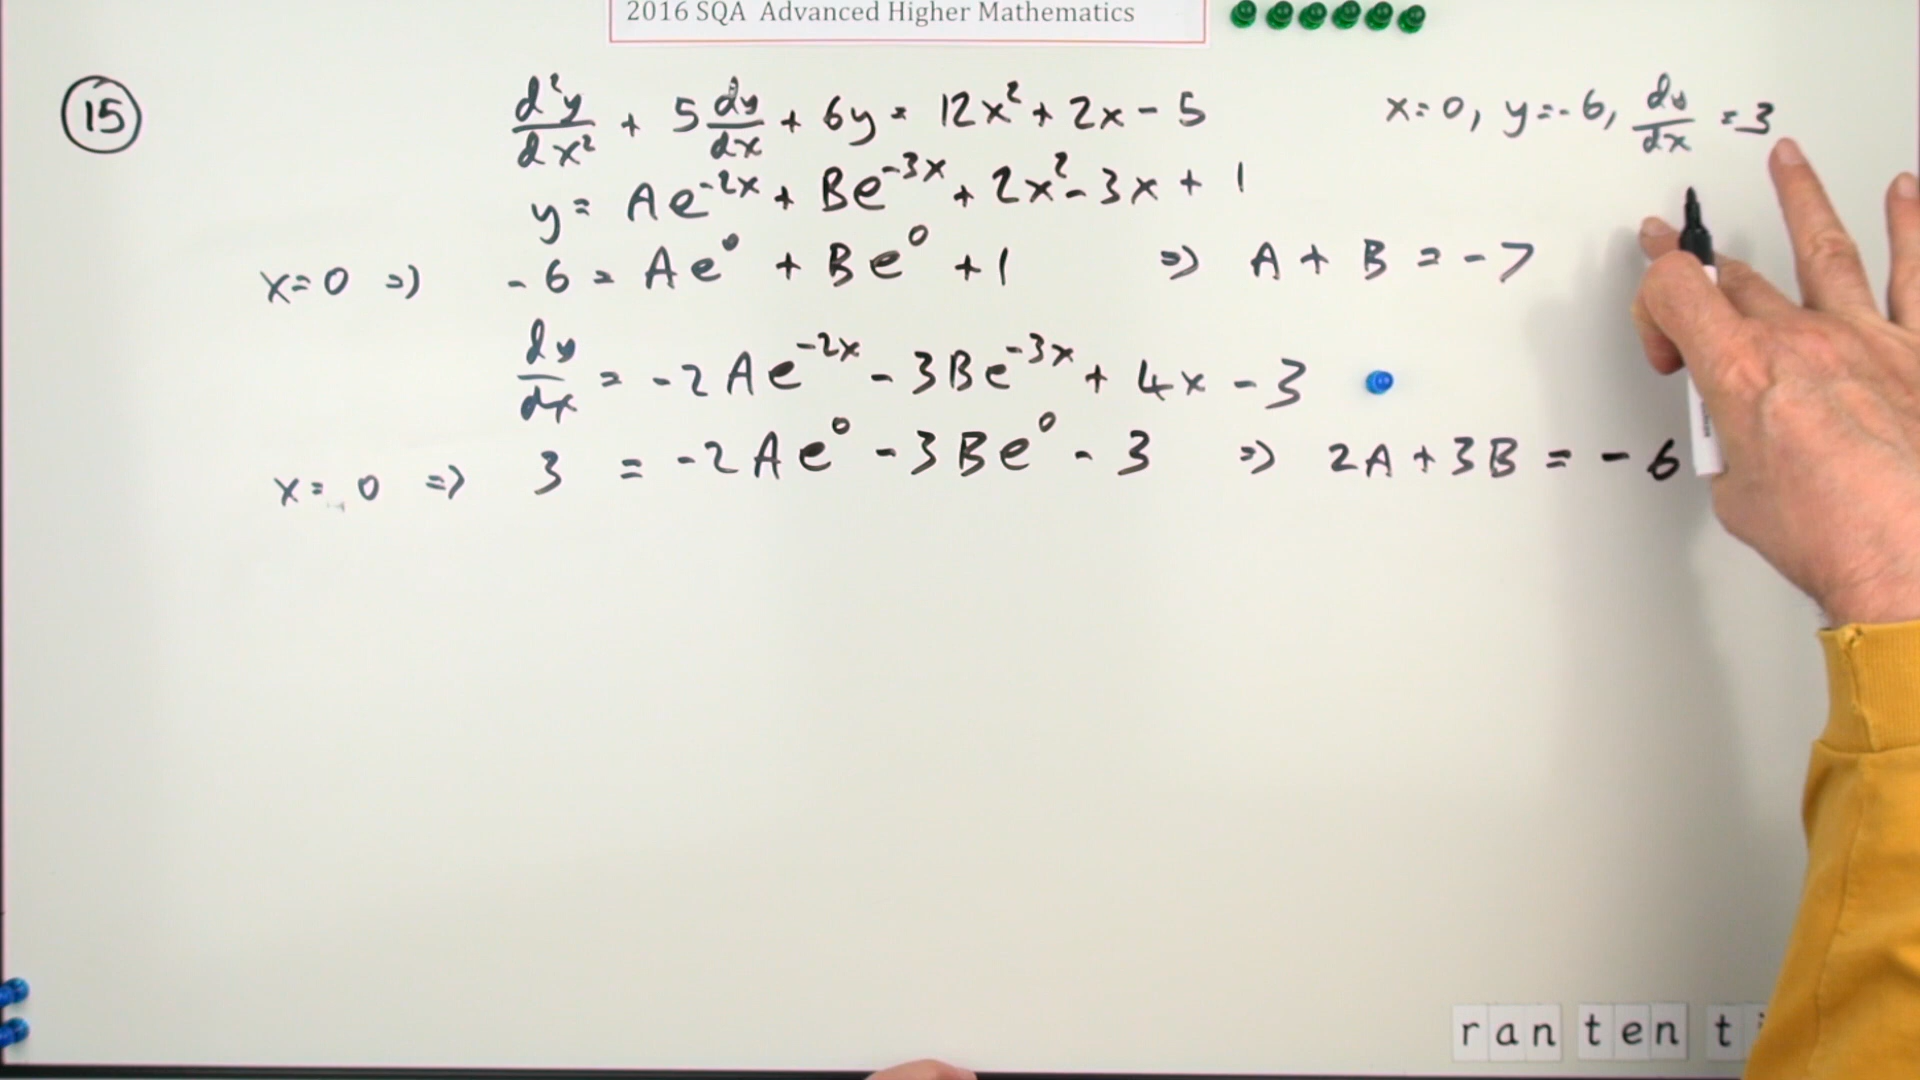 2016 SQA Advanced Higher Mathematics
15
d²y/dx² + 5 dy/dx + 6y = 12x² + 2x - 5
x=0, y=-6, dy/dx = 3
y = Ae^-2x + Be^-3x + 2x² - 3x + 1
x=0 => -6 = Ae⁰ + Be⁰ + 1 => A + B = -7
dy/dx = -2Ae^-2x - 3Be^-3x + 4x - 3
x=0 => 3 = -2Ae⁰ - 3Be⁰ - 3 => 2A + 3B = -6
ran ten t